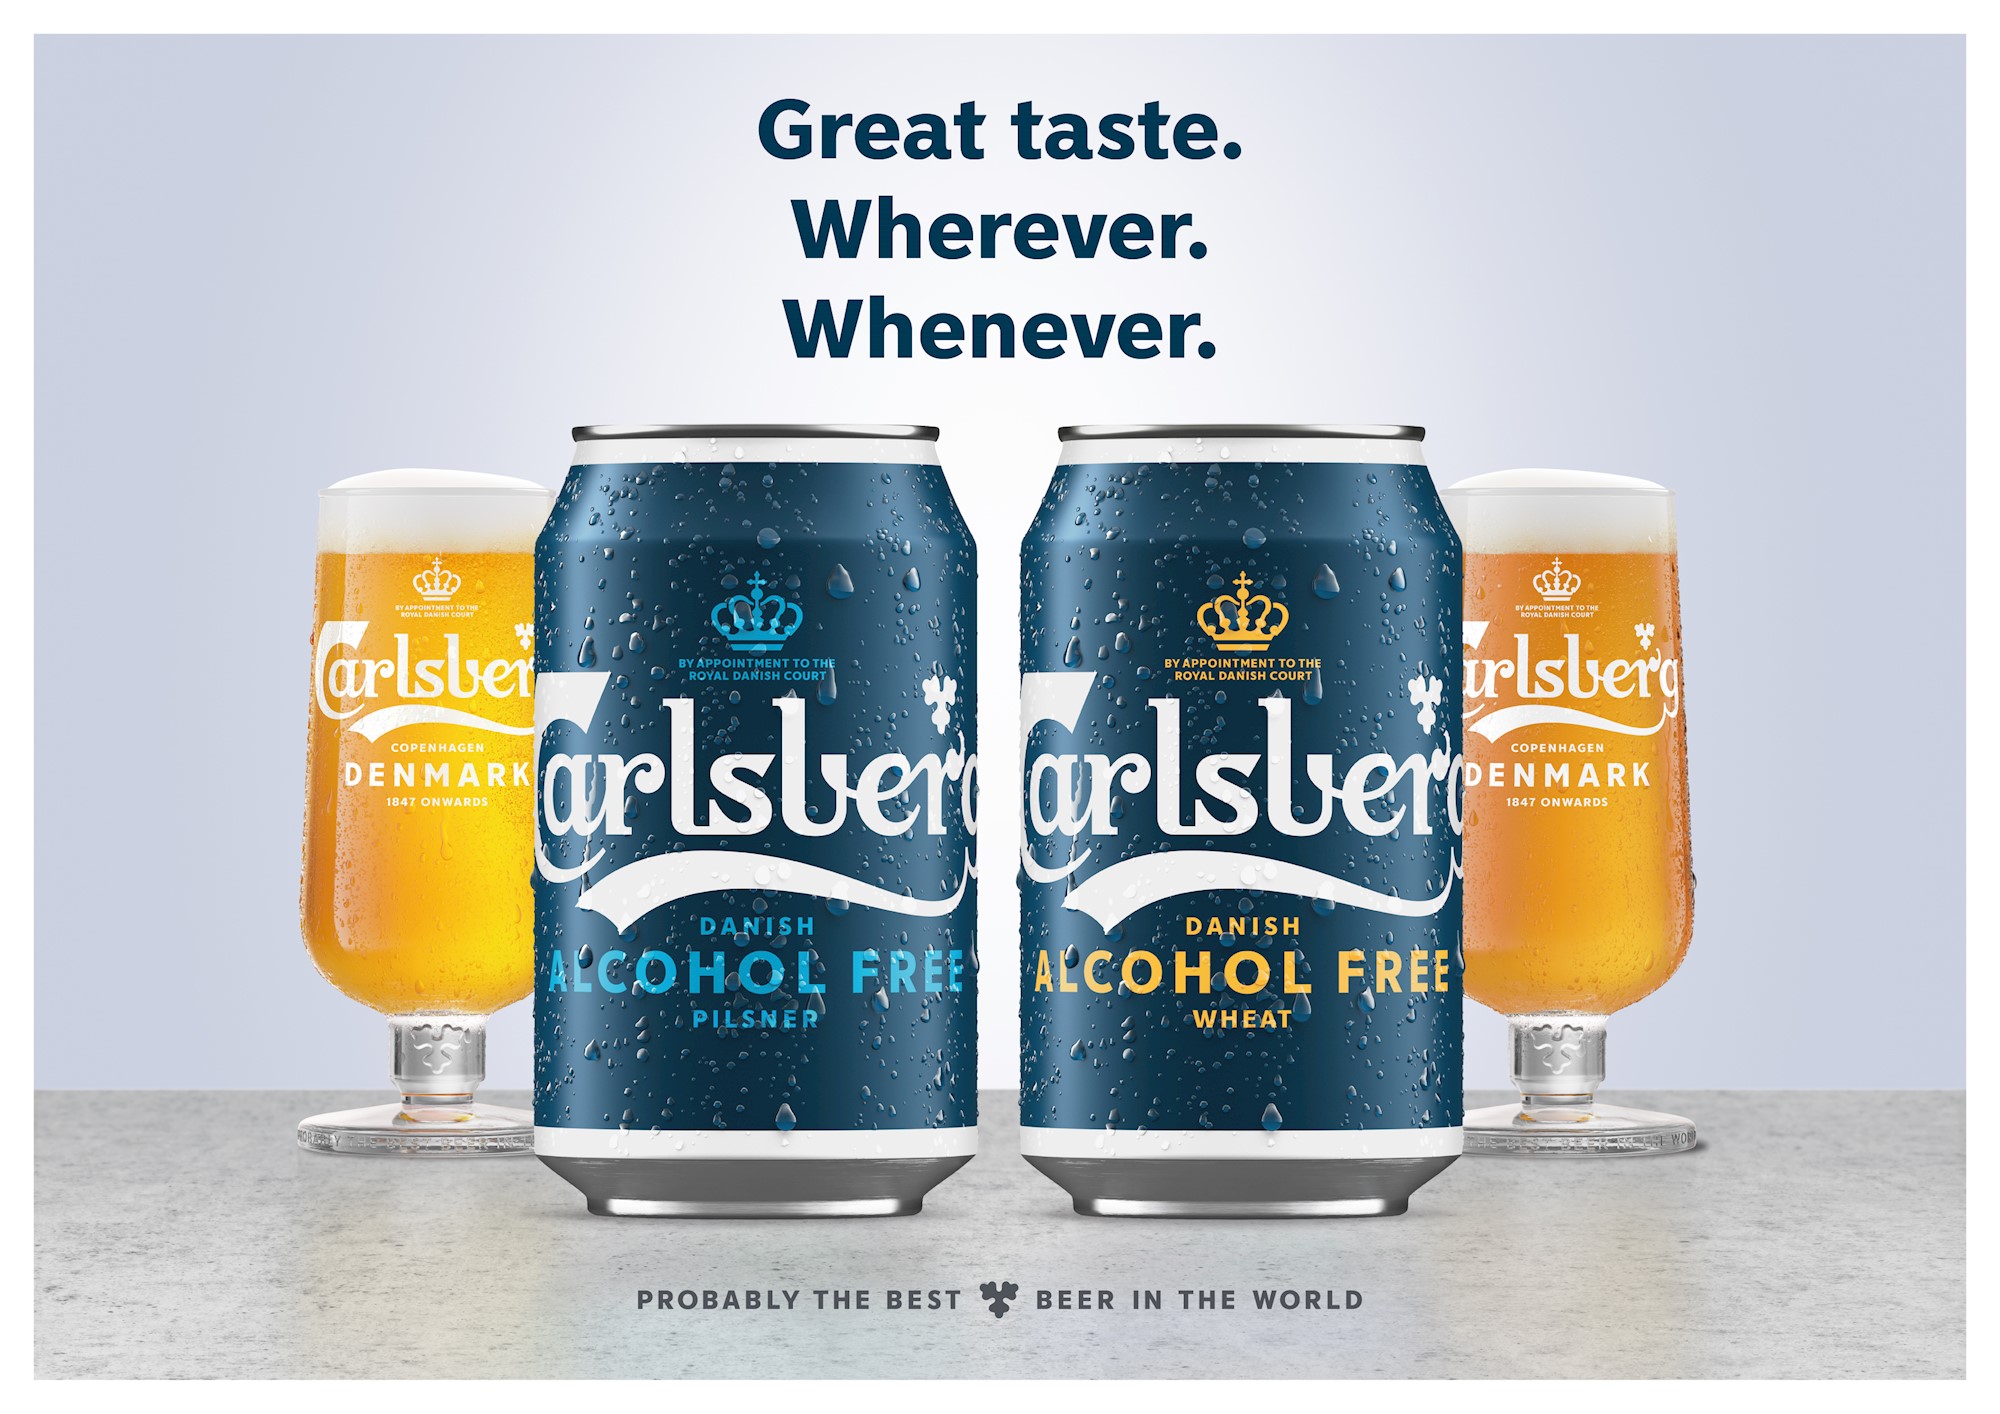 Great taste.
Wherever.
Whenever.
BY APPOINTMENT TO THE
ROYAL DANISH COURT
Carlsberg
COPENHAGEN
DENMARK
1847 ONWARDS
BY APPOINTMENT TO THE
ROYAL DANISH COURT
Carlsberg
DANISH
ALCOHOL FREE
PILSNER
BY APPOINTMENT TO THE
ROYAL DANISH COURT
Carlsberg
DANISH
ALCOHOL FREE
WHEAT
BY APPOINTMENT TO THE
ROYAL DANISH COURT
Carlsberg
COPENHAGEN
DENMARK
1847 ONWARDS
PROBABLY THE BEST BEER IN THE WORLD